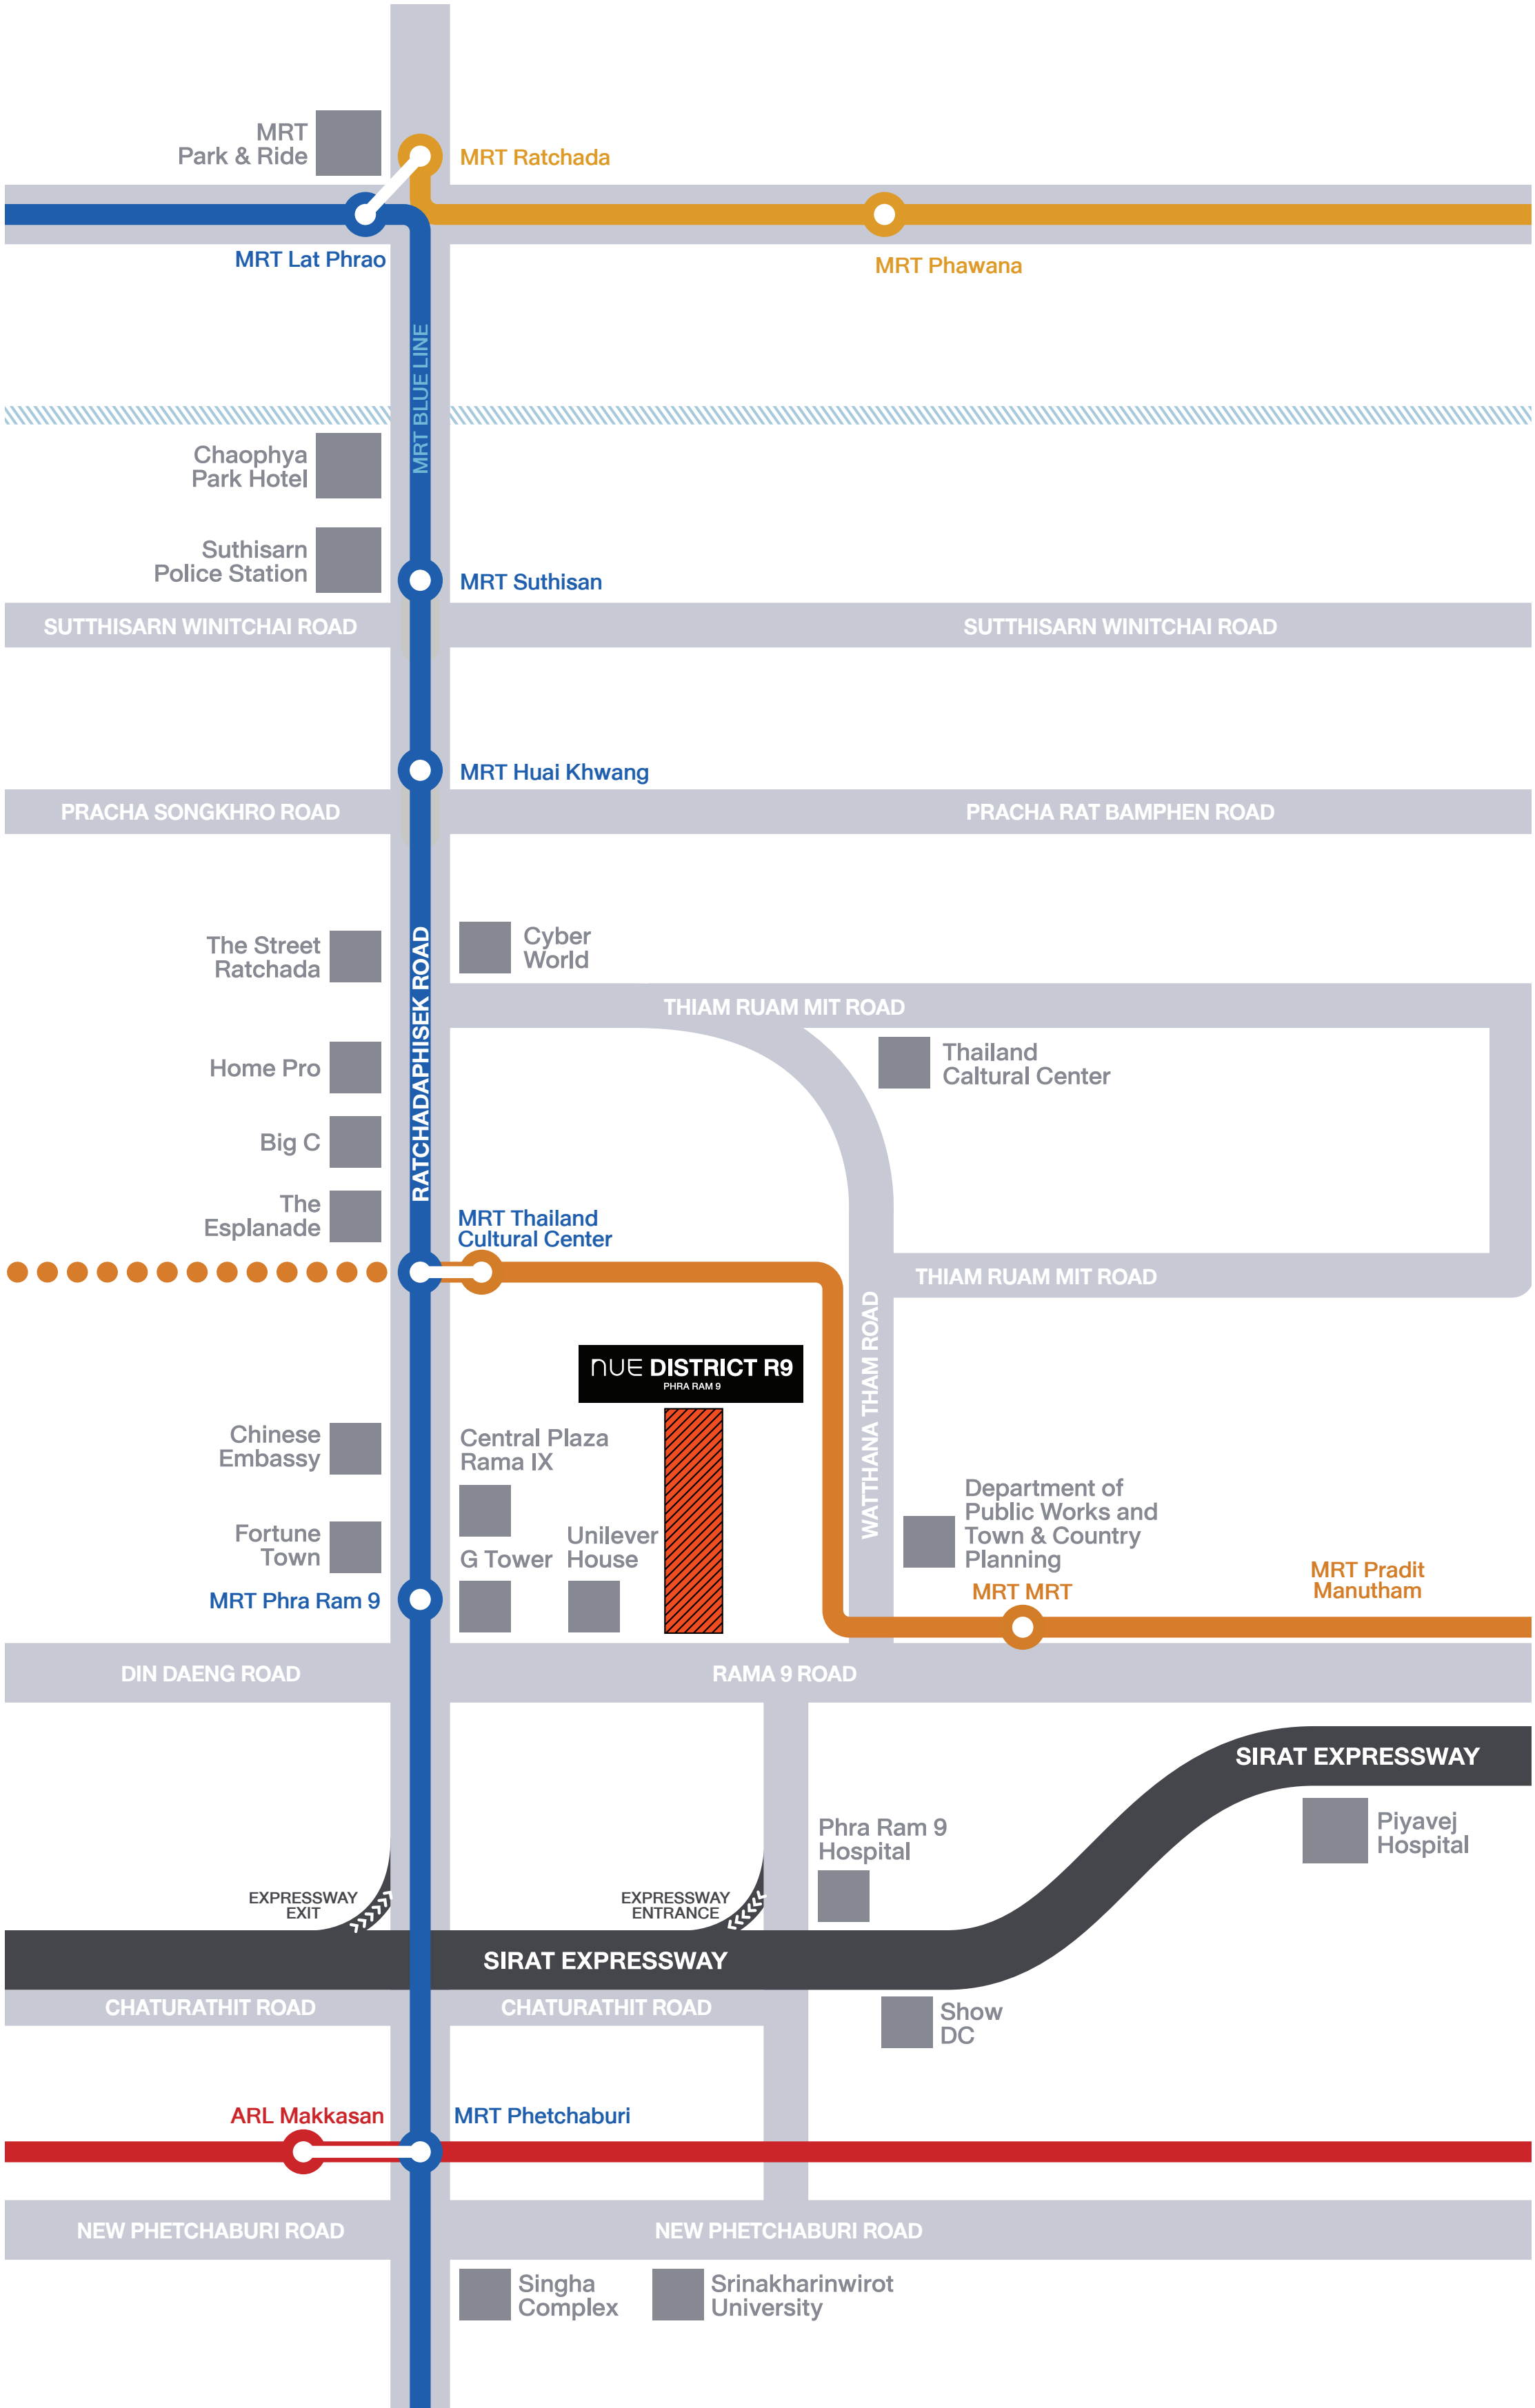 MRT
Park & Ride
MRT Ratchada
MRT Lat Phrao
MRT Phawana
MRT BLUE LINE
Chaophya
Park Hotel
Suthisarn
Police Station
MRT Suthisan
SUTTHISARN WINITCHAI ROAD
SUTTHISARN WINITCHAI ROAD
MRT Huai Khwang
PRACHA SONGKHRO ROAD
PRACHA RAT BAMPHEN ROAD
The Street
Ratchada
RATCHADAPHISEK ROAD
Cyber
World
THIAM RUAM MIT ROAD
Home Pro
Thailand
Caltural Center
Big C
The
Esplanade
MRT Thailand
Cultural Center
THIAM RUAM MIT ROAD
WATTHANA THAM ROAD
nUE DISTRICT R9
PHRA RAM 9
Chinese
Embassy
Central Plaza
Rama IX
Fortune
Town
G Tower
Unilever
House
Department of
Public Works and
Town & Country
Planning
MRT Phra Ram 9
MRT MRT
MRT Pradit
Manutham
DIN DAENG ROAD
RAMA 9 ROAD
SIRAT EXPRESSWAY
Phra Ram 9
Hospital
Piyavej
Hospital
EXPRESSWAY
EXIT
EXPRESSWAY
ENTRANCE
SIRAT EXPRESSWAY
CHATURATHIT ROAD
CHATURATHIT ROAD
Show
DC
ARL Makkasan
MRT Phetchaburi
NEW PHETCHABURI ROAD
NEW PHETCHABURI ROAD
Singha
Complex
Srinakharinwirot
University